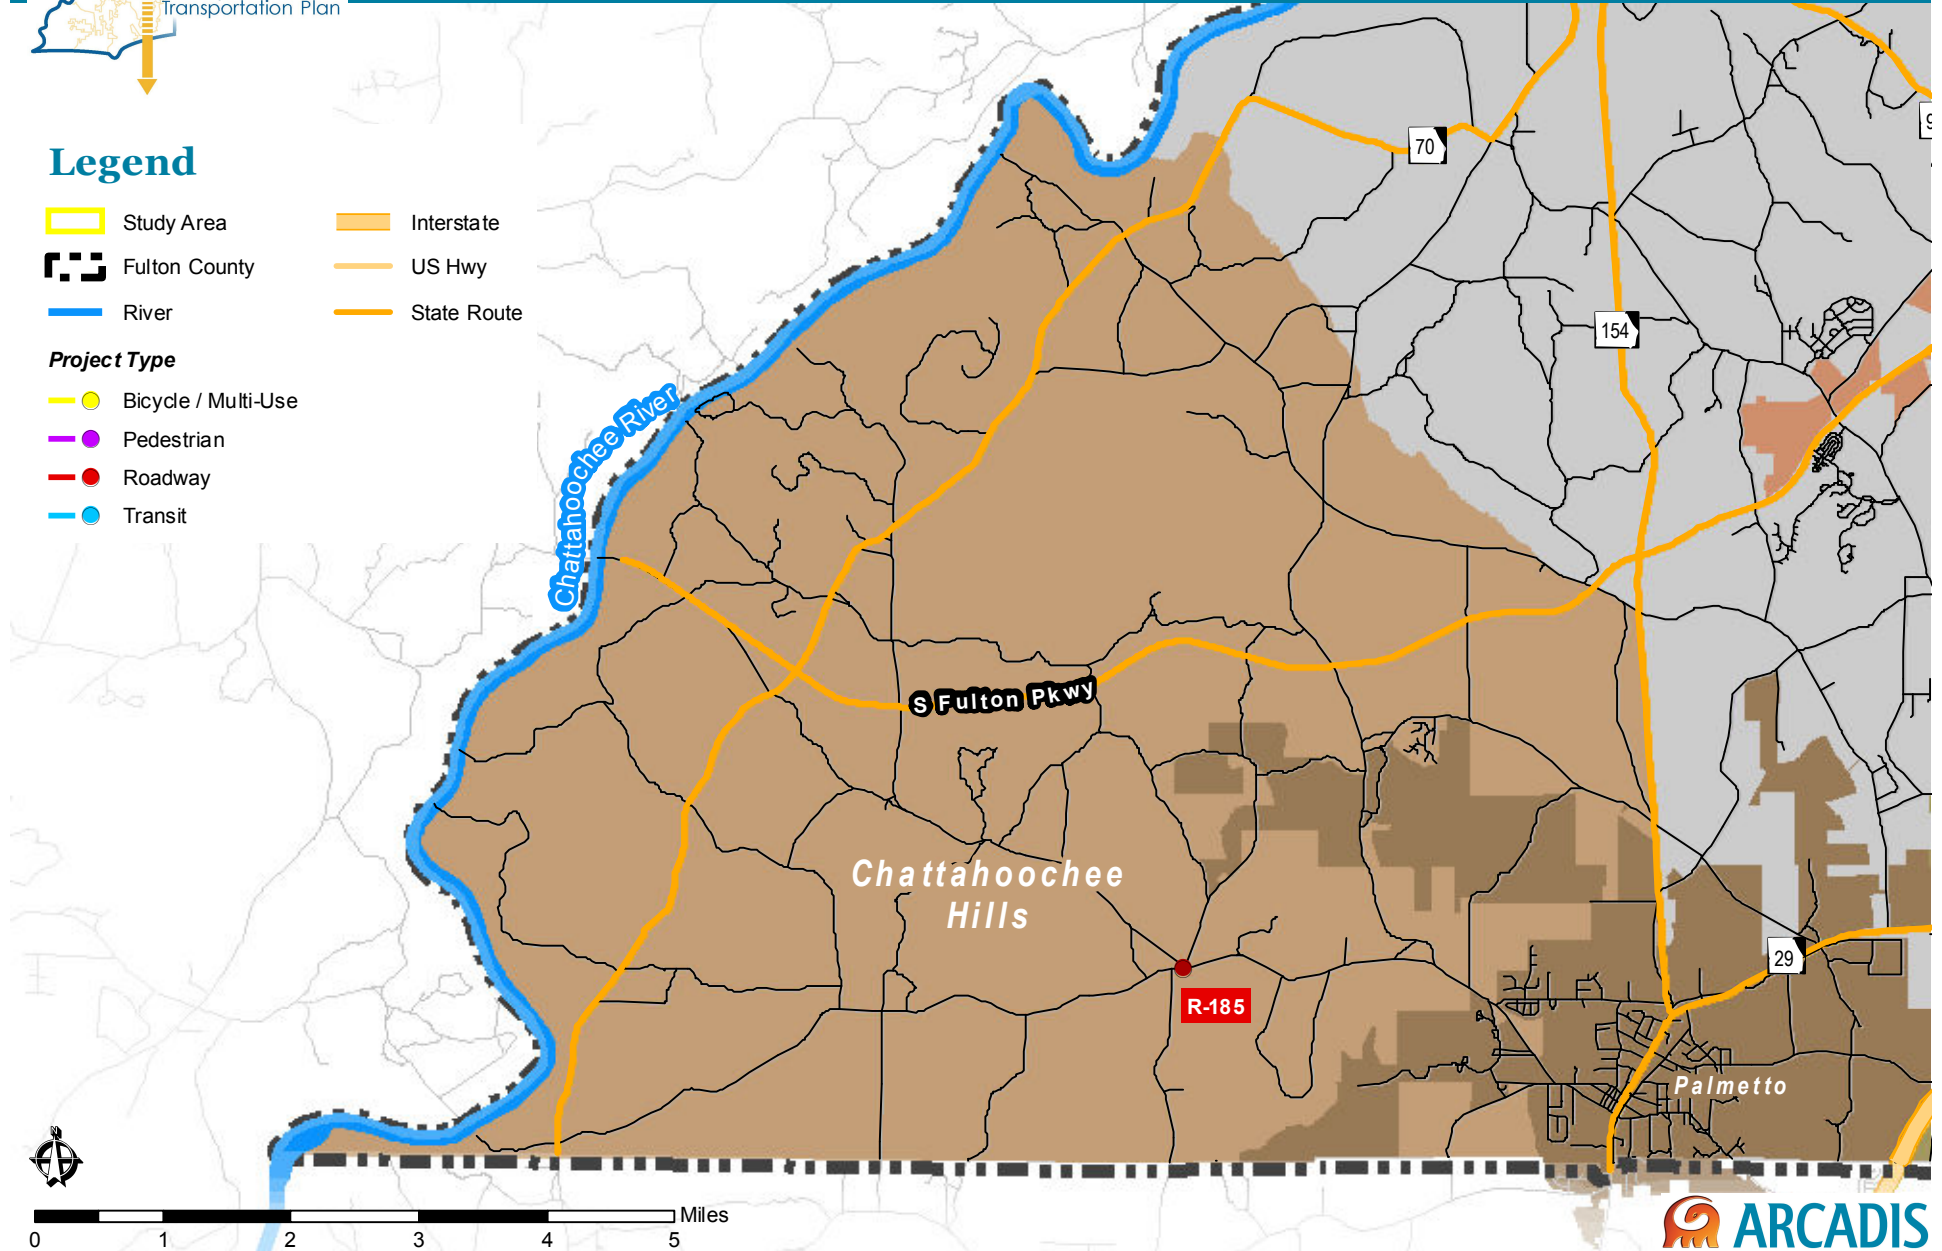 Transportation Plan
Legend
Study Area
Fulton County
River
Interstate
US Hwy
State Route
Project Type
Bicycle / Multi-Use
Pedestrian
Roadway
Transit
Chattahoochee River
70
154
S Fulton Pkwy
Chattahoochee
Hills
R-185
29
Palmetto
N
0 1 2 3 4 5 Miles
ARCADIS